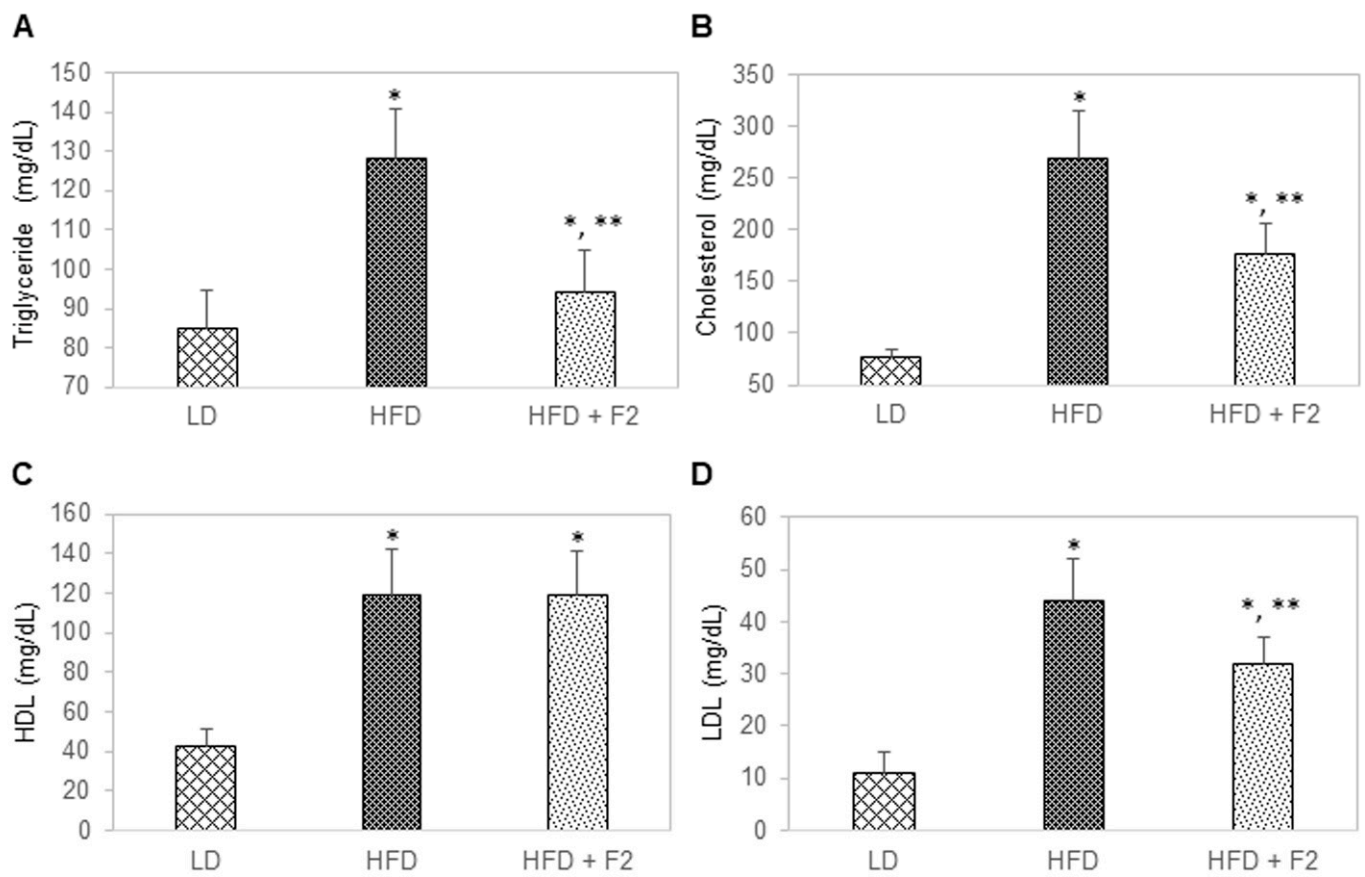 A
Triglyceride (mg/dL)
150
140
130
120
110
100
90
80
70
*
*, **
LD
HFD
HFD + F2
B
Cholesterol (mg/dL)
350
300
250
200
150
100
50
*
*, **
LD
HFD
HFD + F2
C
HDL (mg/dL)
160
140
120
100
80
60
40
20
0
*
*
LD
HFD
HFD + F2
D
LDL (mg/dL)
60
50
40
30
20
10
0
*
*, **
LD
HFD
HFD + F2